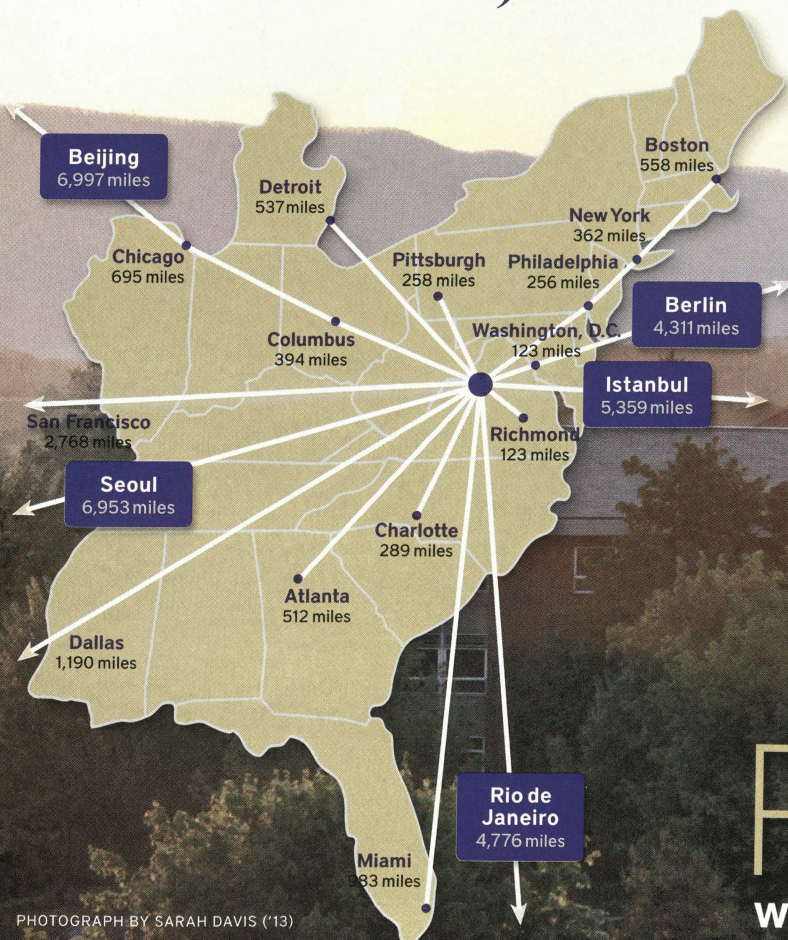 Boston
558 miles
Beijing
6,997 miles
Detroit
537 miles
New York
362 miles
Chicago
695 miles
Pittsburgh
258 miles
Philadelphia
256 miles
Berlin
4,311 miles
Columbus
394 miles
Washington, D.C.
123 miles
Istanbul
5,359 miles
San Francisco
2,768 miles
Richmond
123 miles
Seoul
6,953 miles
Charlotte
289 miles
Atlanta
512 miles
Dallas
1,190 miles
Rio de
Janeiro
4,776 miles
Miami
983 miles
PHOTOGRAPH BY SARAH DAVIS ('13)